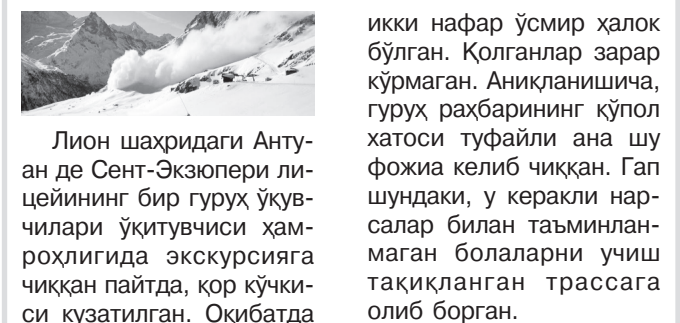 Лион шаҳридаги Анту-
ан де Сент-Экзюпери ли-
цейининг бир гуруҳ ўқув-
чилари ўқитувчиси ҳам-
роҳлигида экскурсияга
чиққан пайтда, қор кўчки-
си кузатилган. Оқибатда
икки нафар ўсмир ҳалок
бўлган. Қолганлар зарар
кўрмаган. Аниқланишича,
гуруҳ раҳбарининг қўпол
хатоси туфайли ана шу
фожиа келиб чиққан. Гап
шундаки, у керакли нар-
салар билан таъминлан-
маган болаларни учиш
тақиқланган трассага
олиб борган.